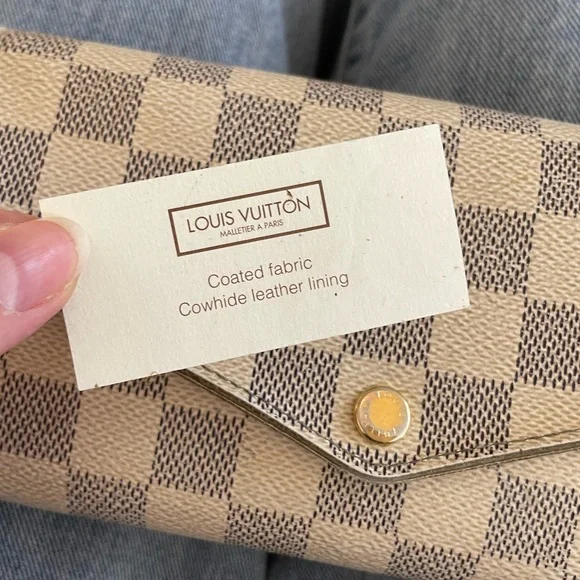 LOUIS VUITTON
MALLETIER A PARIS
Coated fabric
Cowhide leather lining